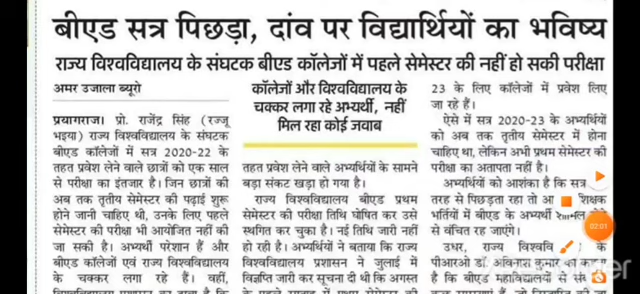 बीएड सत्र पिछड़ा, दांव पर विद्यार्थियों का भविष्य
राज्य विश्वविद्यालय के संघटक बीएड कॉलेजों में पहले सेमेस्टर की नहीं हो सकी परीक्षा
अमर उजाला ब्यूरो
प्रयागराज। प्रो. राजेंद्र सिंह (रज्जू
भइया) राज्य विश्वविद्यालय के संघटक
बीएड कॉलेजों में सत्र 2020-22 के
तहत प्रवेश लेने वाले छात्रों को एक साल
से परीक्षा का इंतजार है। जिन छात्रों की
अब तक तृतीय सेमेस्टर की पढ़ाई शुरू
होने जानी चाहिए थी, उनके लिए पहले
सेमेस्टर की परीक्षा भी आयोजित नहीं की
जा सकी है। अभ्यर्थी परेशान हैं और
बीएड कॉलेजों एवं राज्य विश्वविद्यालय
के चक्कर लगा रहे हैं। वहीं,
कॉलेजों और विश्वविद्यालय के
चक्कर लगा रहे अभ्यर्थी, नहीं
मिल रहा कोई जवाब
तहत प्रवेश लेने वाले अभ्यर्थियों के सामने
बड़ा संकट खड़ा हो गया है।
राज्य विश्वविद्यालय बीएड प्रथम
सेमेस्टर की परीक्षा तिथि घोषित कर उसे
स्थगित कर चुका है। नई तिथि जारी नहीं
हो रही है। अभ्यर्थियों ने बताया कि राज्य
विश्वविद्यालय प्रशासन ने जुलाई में
विज्ञप्ति जारी कर सूचना दी थी कि अगस्त
23 के लिए कॉलेजों में प्रवेश लिए
जा रहे हैं।
ऐसे में सत्र 2020-23 के अभ्यर्थियों
को अब तक तृतीय सेमेस्टर में होना
चाहिए था, लेकिन अभी प्रथम सेमेस्टर की
परीक्षा का अतापता नहीं है।
अभ्यर्थियों को आशंका है कि सत्र
तरह से पिछड़ता रहा तो आ शिक्षक
भर्तियों में बीएड के अभ्यर्थी शामिल
से वंचित रह जाएंगे।
उधर, राज्य विश्ववि के
पीआरओ डॉ अविनाश कुमार का क
है कि बीएड महाविद्यालयों में सं
02:01